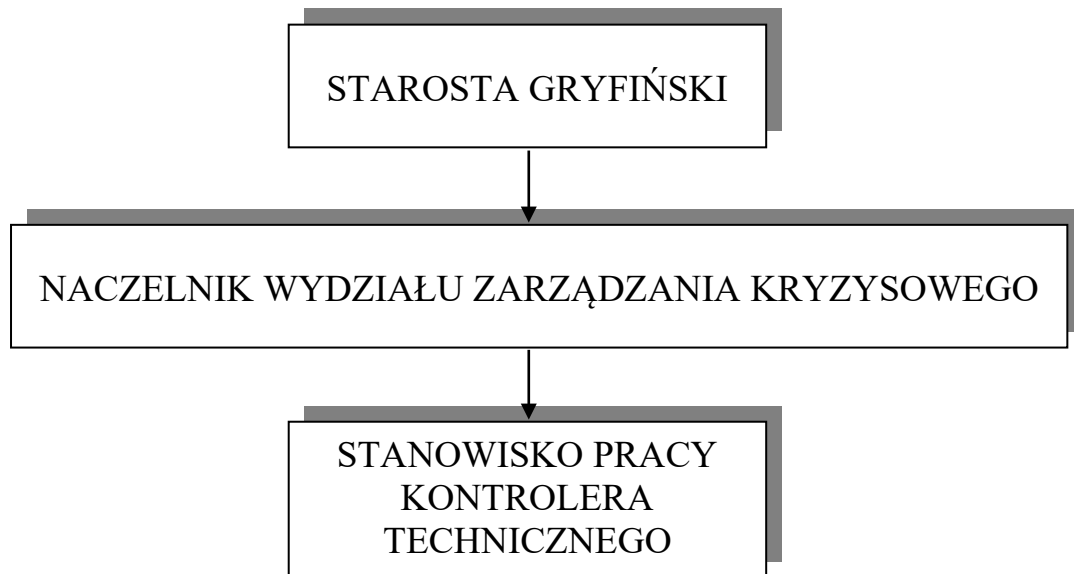 STAROSTA GRYFIŃSKI
NACZELNIK WYDZIAŁU ZARZĄDZANIA KRYZYSOWEGO
STANOWISKO PRACY
KONTROLERA
TECHNICZNEGO